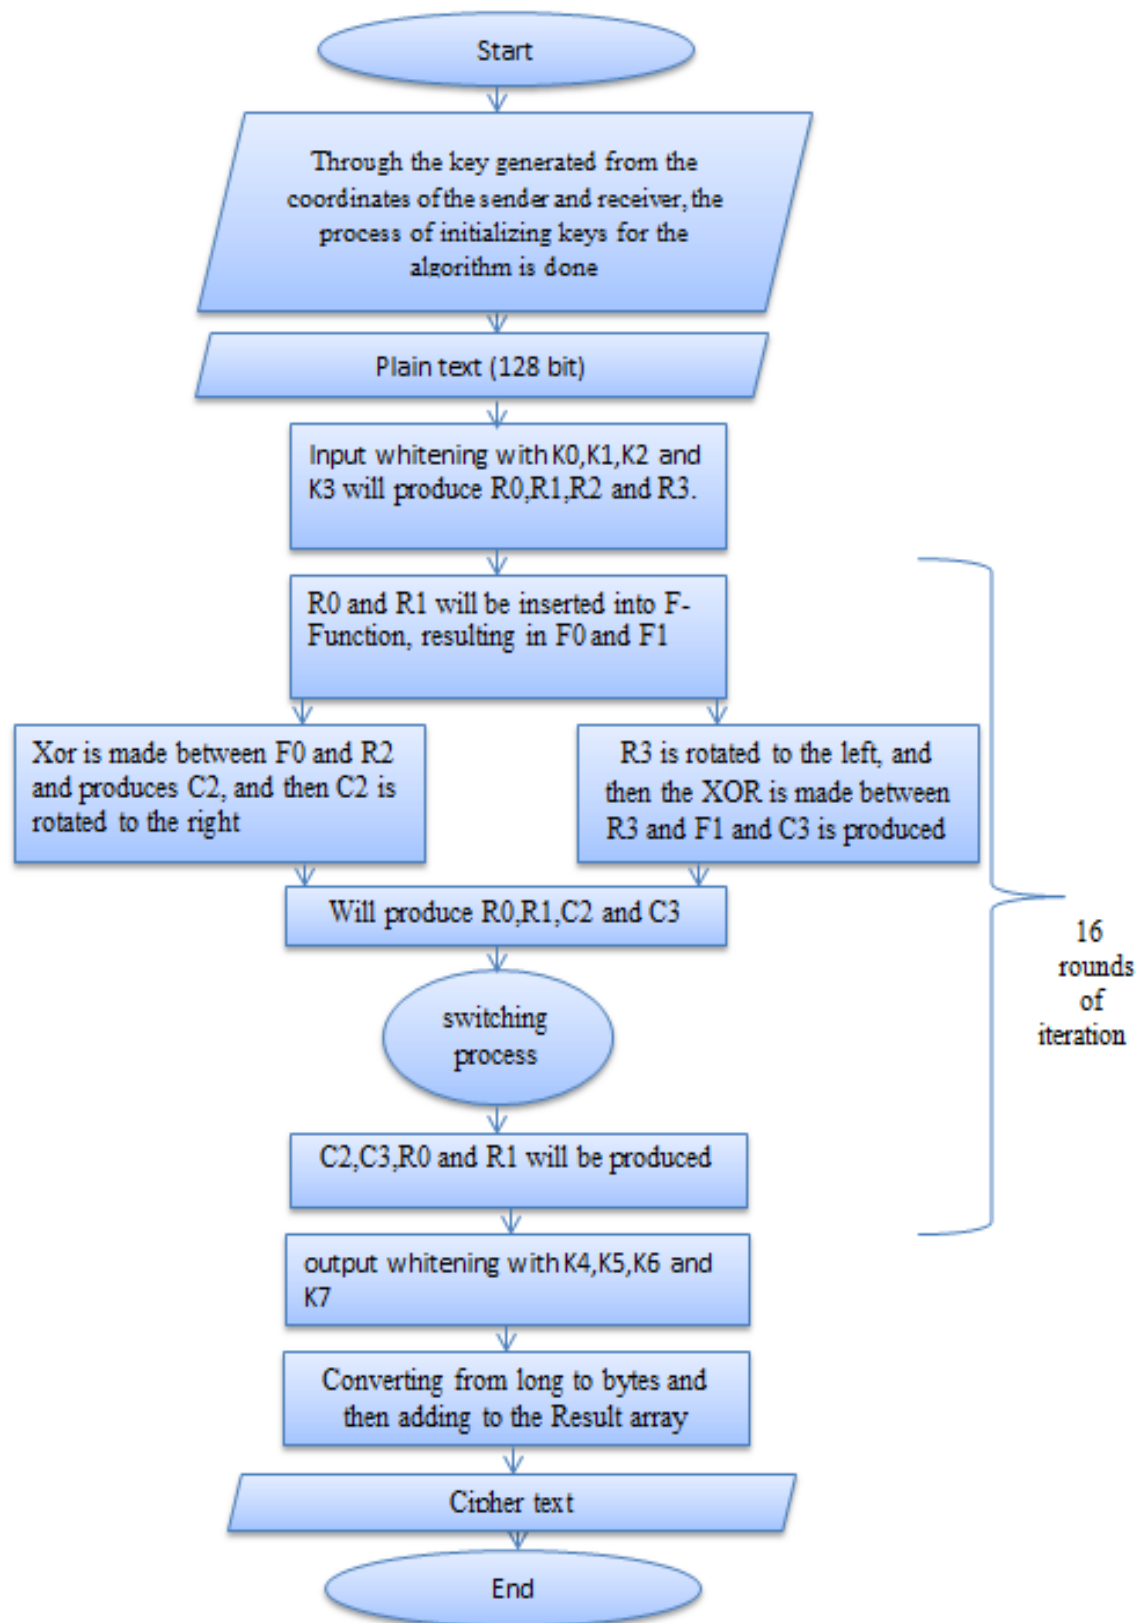 Start
Through the key generated from the
coordinates of the sender and receiver, the
process of initializing keys for the
algorithm is done
Plain text (128 bit)
Input whitening with K0,K1,K2 and
K3 will produce R0,R1,R2 and R3.
R0 and R1 will be inserted into F-
Function, resulting in F0 and F1
Xor is made between F0 and R2
and produces C2, and then C2 is
rotated to the right
R3 is rotated to the left, and
then the XOR is made between
R3 and F1 and C3 is produced
Will produce R0,R1,C2 and C3
switching
process
C2,C3,R0 and R1 will be produced
16
rounds
of
iteration
output whitening with K4,K5,K6 and
K7
Converting from long to bytes and
then adding to the Result array
Cipher text
End